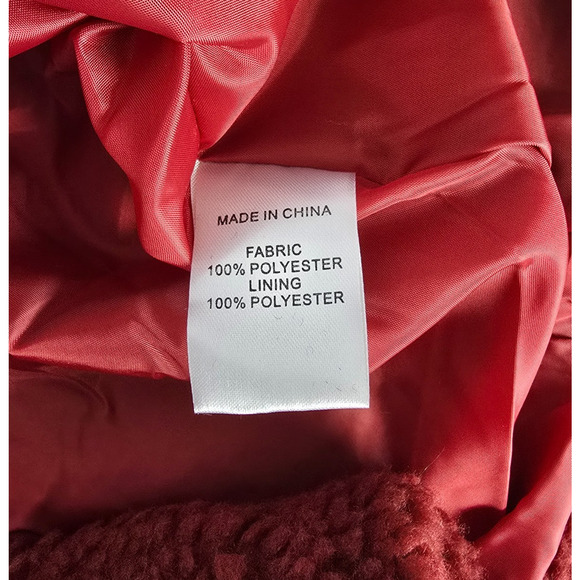 MADE IN CHINA
FABRIC
100% POLYESTER
LINING
100% POLYESTER